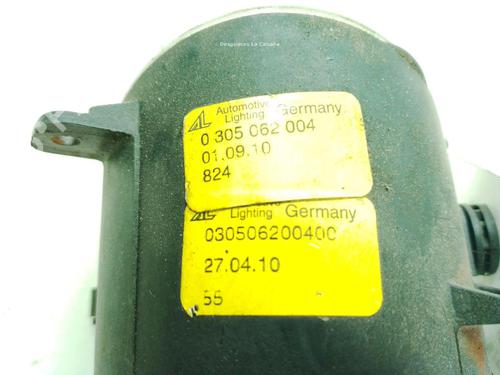 Desguaces La Cabaña
AL Automotive Lighting Germany
0 305 062 004
01.09.10
824
Lighting Germany
030506200400
27.04.10
55